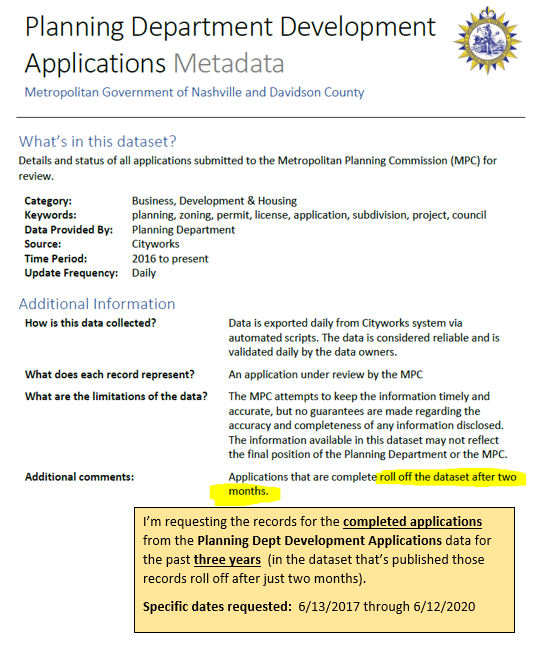 Planning Department Development
Applications Metadata
Metropolitan Government of Nashville and Davidson County
What's in this dataset?
Details and status of all applications submitted to the Metropolitan Planning Commission (MPC) for
review.
Category: Business, Development & Housing
Keywords: planning, zoning, permit, license, application, subdivision, project, council
Data Provided By: Planning Department
Source: Cityworks
Time Period: 2016 to present
Update Frequency: Daily
Additional Information
How is this data collected? Data is exported daily from Cityworks system via
automated scripts. The data is considered reliable and is
validated daily by the data owners.
What does each record represent? An application under review by the MPC
What are the limitations of the data? The MPC attempts to keep the information timely and
accurate, but no guarantees are made regarding the
accuracy and completeness of any information disclosed.
The information available in this dataset may not reflect
the final position of the Planning Department or the MPC.
Additional comments: Applications that are complete roll off the dataset after two
months.
I'm requesting the records for the completed applications
from the Planning Dept Development Applications data for
the past three years (in the dataset that's published those
records roll off after just two months).
Specific dates requested: 6/13/2017 through 6/12/2020